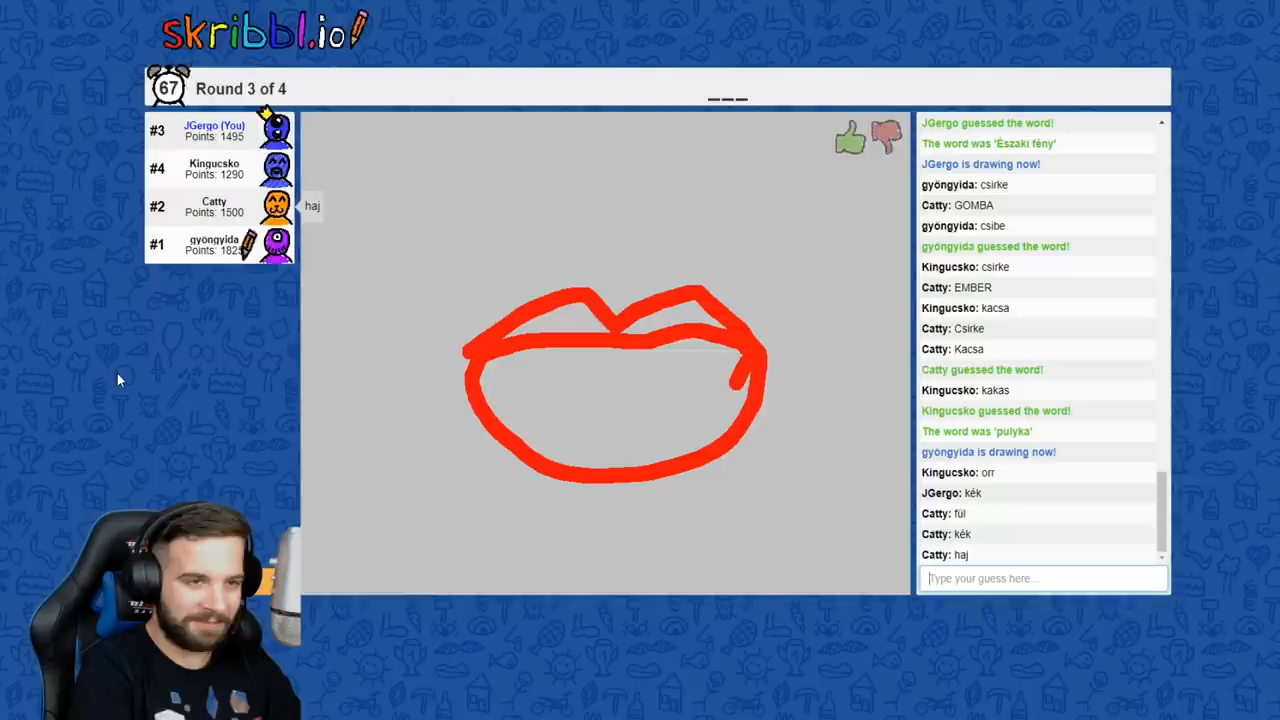 skribbl.io
67
Round 3 of 4
___
#3
JGergo (You)
Points: 1495
#4
Kingucsko
Points: 1290
#2
Catty
Points: 1500
haj
#1
gyöngyida
Points: 1825
JGergo guessed the word!
The word was 'Északi fény'
JGergo is drawing now!
gyöngyida: csirke
Catty: GOMBA
gyöngyida: csibe
gyöngyida guessed the word!
Kingucsko: csirke
Catty: EMBER
Kingucsko: kacsa
Catty: Csirke
Catty: Kacsa
Catty guessed the word!
Kingucsko: kakas
Kingucsko guessed the word!
The word was 'pulyka'
gyöngyida is drawing now!
Kingucsko: orr
JGergo: kék
Catty: fül
Catty: kék
Catty: haj
Type your guess here...